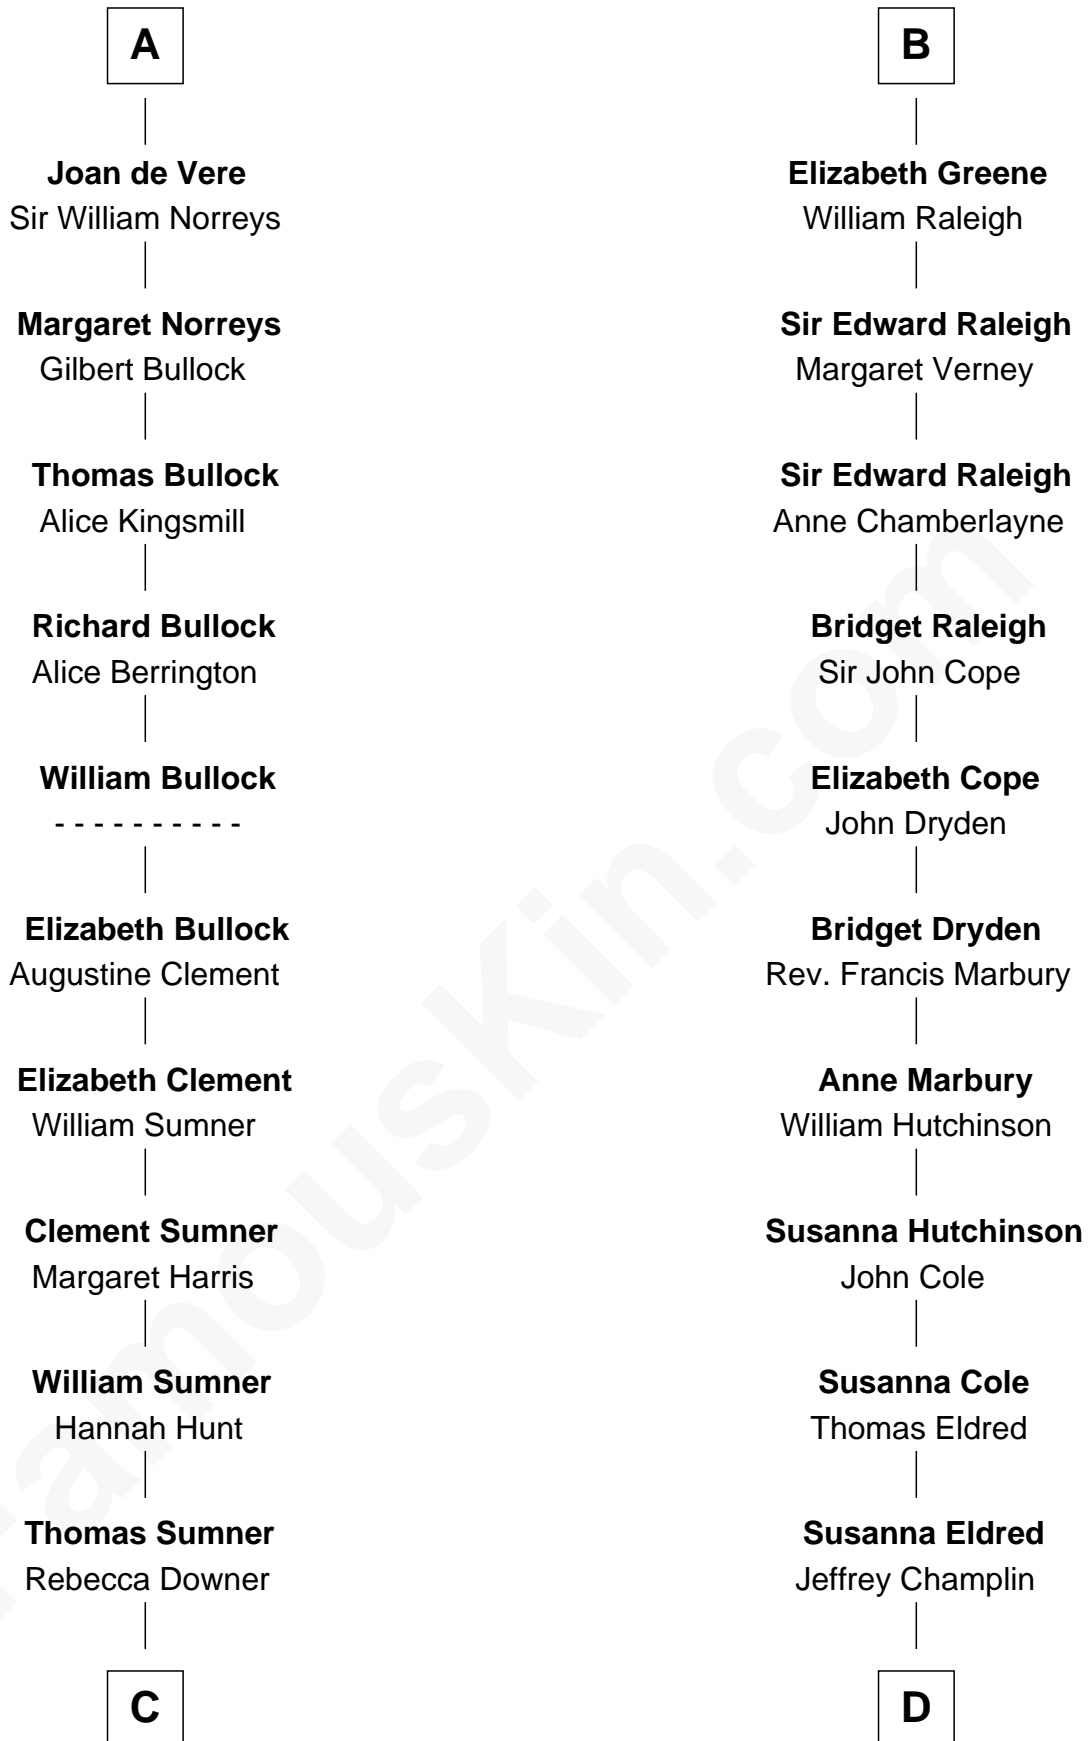 A
Joan de Vere
Sir William Norreys
Margaret Norreys
Gilbert Bullock
Thomas Bullock
Alice Kingsmill
Richard Bullock
Alice Berrington
William Bullock
- - - - - - - - - -
Elizabeth Bullock
Augustine Clement
Elizabeth Clement
William Sumner
Clement Sumner
Margaret Harris
William Sumner
Hannah Hunt
Thomas Sumner
Rebecca Downer
C
B
Elizabeth Greene
William Raleigh
Sir Edward Raleigh
Margaret Verney
Sir Edward Raleigh
Anne Chamberlayne
Bridget Raleigh
Sir John Cope
Elizabeth Cope
John Dryden
Bridget Dryden
Rev. Francis Marbury
Anne Marbury
William Hutchinson
Susanna Hutchinson
John Cole
Susanna Cole
Thomas Eldred
Susanna Eldred
Jeffrey Champlin
D
FamousKin.com